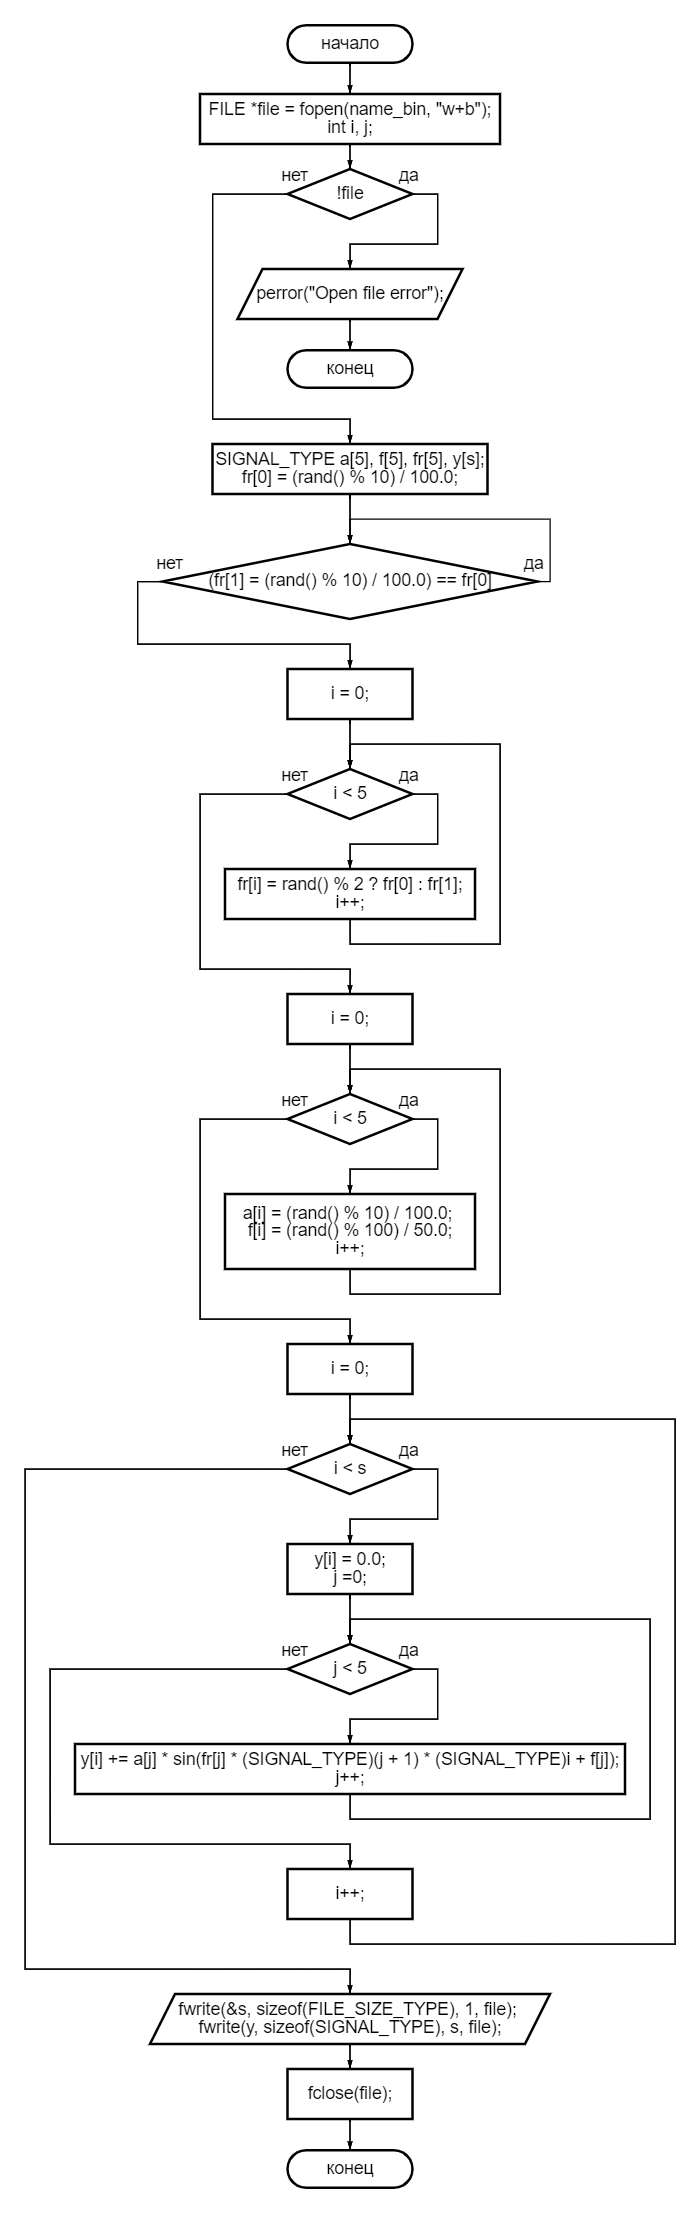 начало
FILE *file = fopen(name_bin, "w+b");
int i, j;
нет
да
!file
perror("Open file error");
конец
SIGNAL_TYPE a[5], f[5], fr[5], y[s];
fr[0] = (rand() % 10) / 100.0;
нет
да
(fr[1] = (rand() % 10) / 100.0) == fr[0]
i = 0;
нет
да
i < 5
fr[i] = rand() % 2 ? fr[0] : fr[1];
i++;
i = 0;
нет
да
i < 5
a[i] = (rand() % 10) / 100.0;
f[i] = (rand() % 100) / 50.0;
i++;
i = 0;
нет
да
i < s
y[i] = 0.0;
j =0;
нет
да
j < 5
y[i] += a[j] * sin(fr[j] * (SIGNAL_TYPE)(j + 1) * (SIGNAL_TYPE)i + f[j]);
j++;
i++;
fwrite(&s, sizeof(FILE_SIZE_TYPE), 1, file);
fwrite(y, sizeof(SIGNAL_TYPE), s, file);
fclose(file);
конец